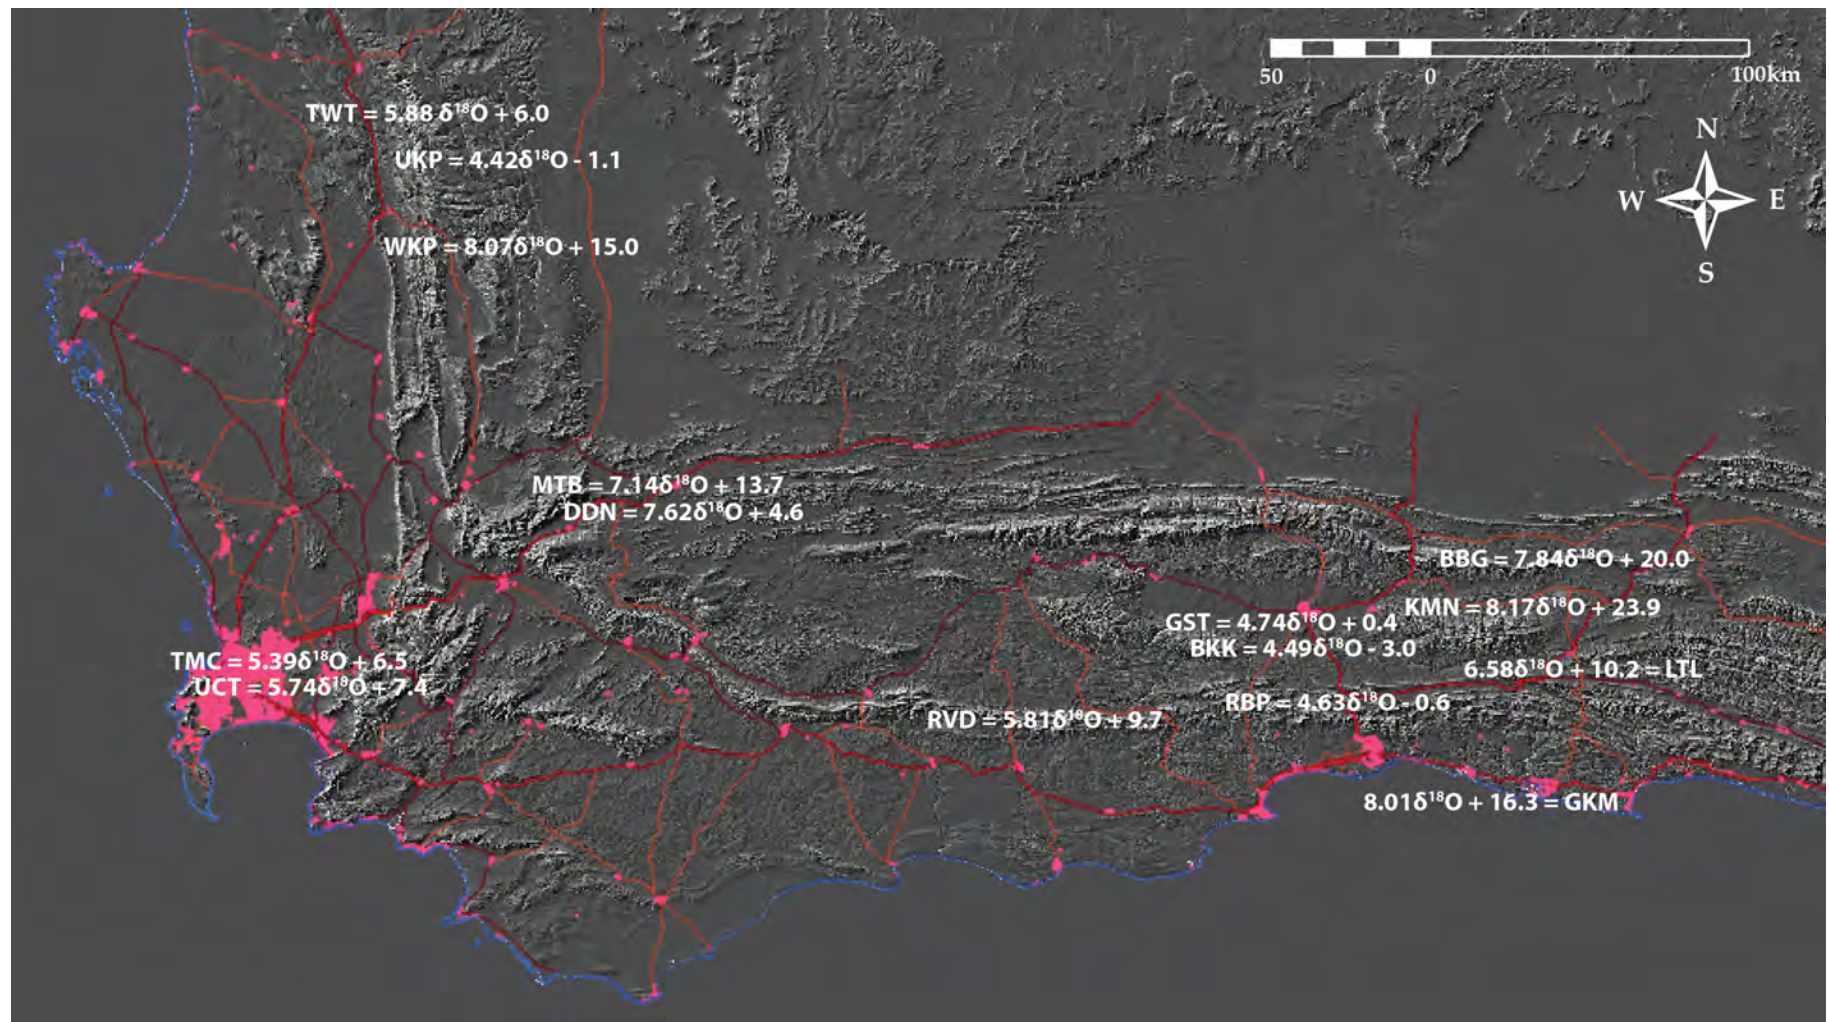 50 0 100km
TWT = 5.88 δ¹⁸O + 6.0
N
UKP = 4.42δ¹⁸O - 1.1
W E
WKP = 8.07δ¹⁸O + 15.0
S
MTB = 7.14δ¹⁸O + 13.7
DDN = 7.62δ¹⁸O + 4.6
BBG = 7.84δ¹⁸O + 20.0
KMN = 8.17δ¹⁸O + 23.9
GST = 4.74δ¹⁸O + 0.4
BKK = 4.49δ¹⁸O - 3.0
TMC = 5.39δ¹⁸O + 6.5
6.58δ¹⁸O + 10.2 = LTL
UCT = 5.74δ¹⁸O + 7.4
RBP = 4.63δ¹⁸O - 0.6
RVD = 5.81δ¹⁸O + 9.7
8.01δ¹⁸O + 16.3 = GKM